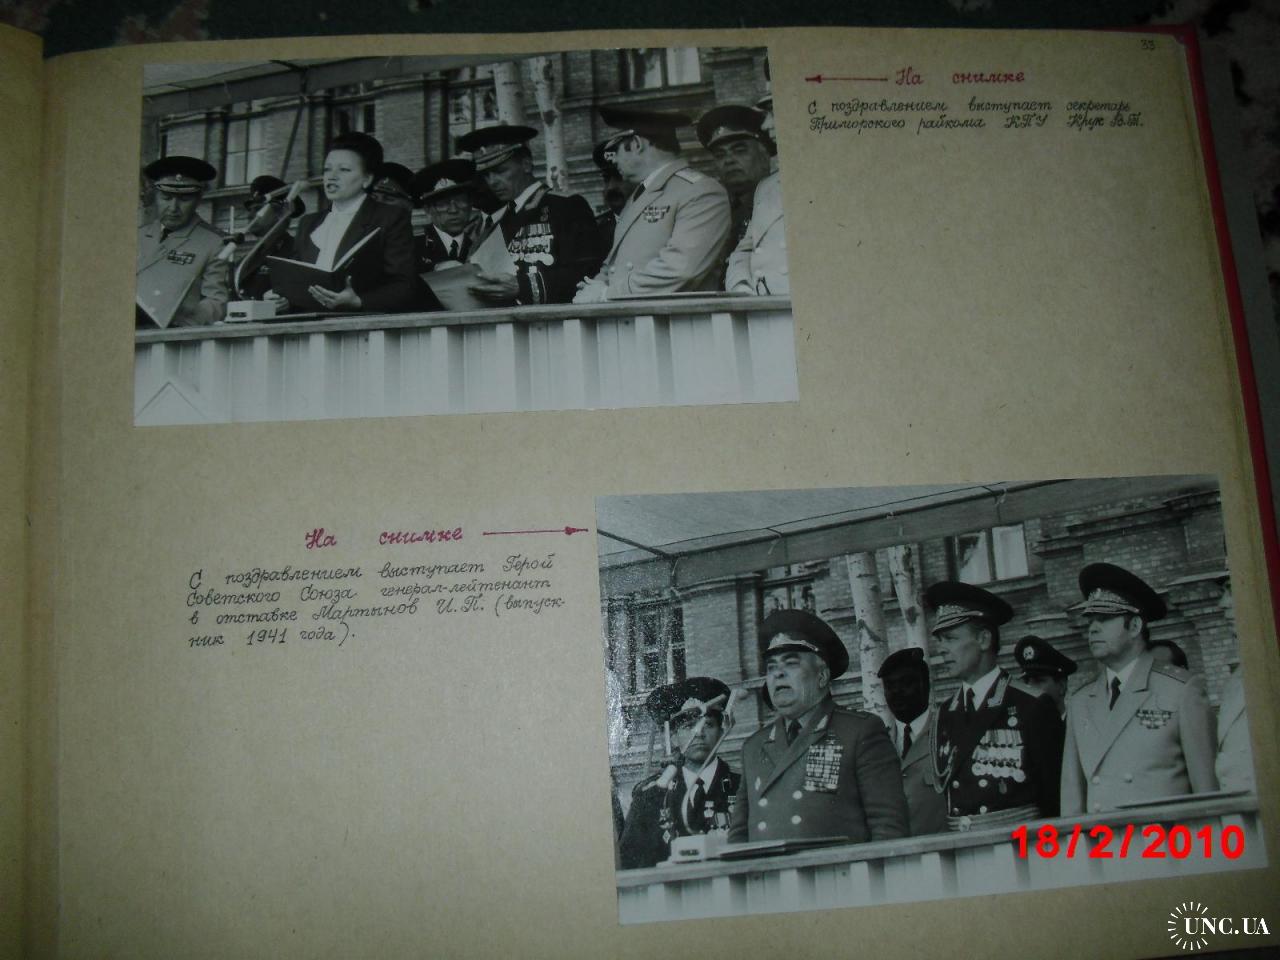 33
На снимке
С поздравлением выступает секретарь
Приморского райкома КПУ Крук В.Т.
На снимке
С поздравлением выступает Герой
Советского Союза генерал-лейтенант
в отставке Мартынов И.П. (выпуск-
ник 1941 года).
18/2/2010
UNC.UA